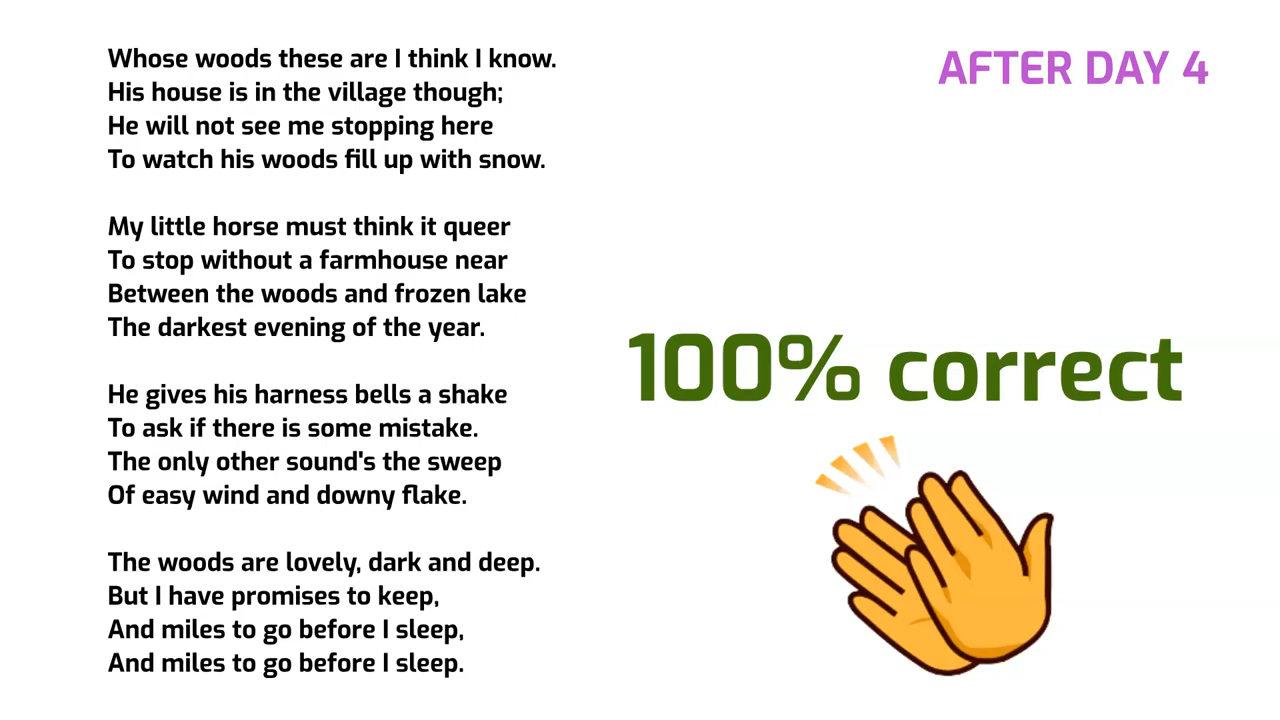 Whose woods these are I think I know.
His house is in the village though;
He will not see me stopping here
To watch his woods fill up with snow.

My little horse must think it queer
To stop without a farmhouse near
Between the woods and frozen lake
The darkest evening of the year.

He gives his harness bells a shake
To ask if there is some mistake.
The only other sound's the sweep
Of easy wind and downy flake.

The woods are lovely, dark and deep.
But I have promises to keep,
And miles to go before I sleep,
And miles to go before I sleep.

AFTER DAY 4
100% correct